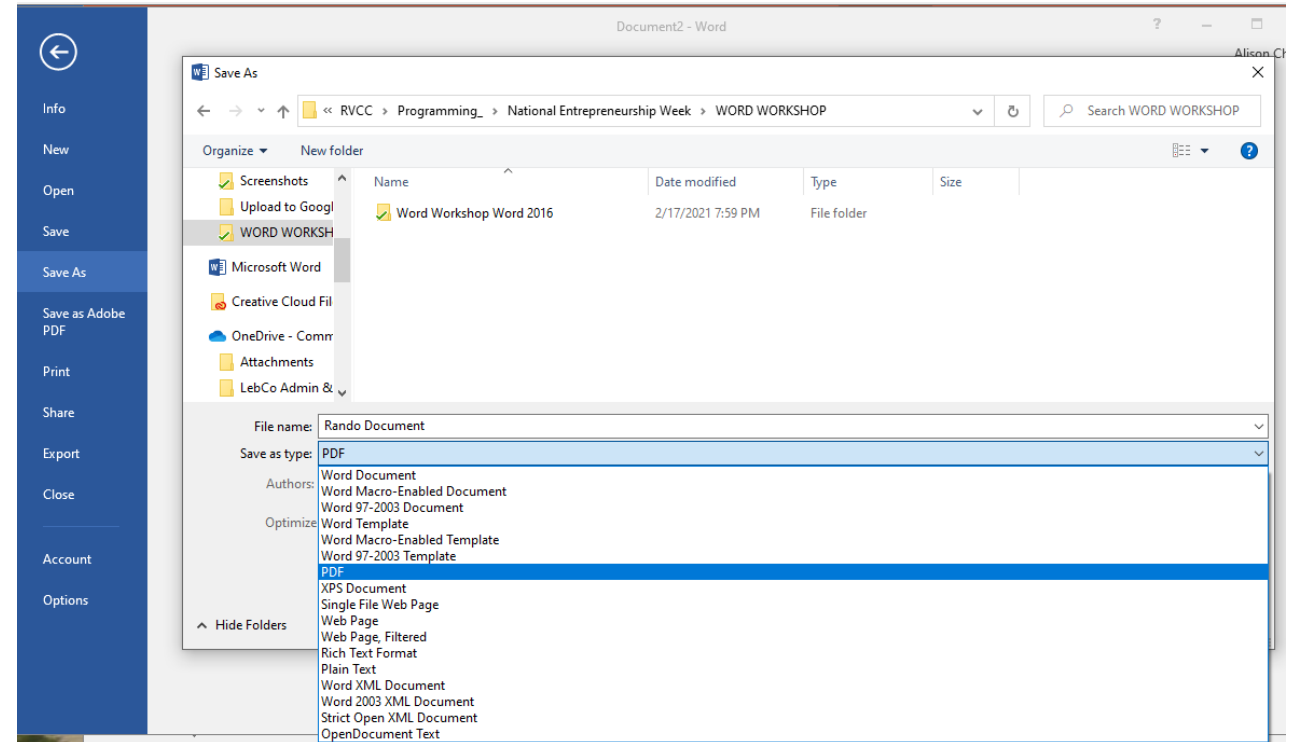 Document2 - Word
?
Alison Ch
Info
New
Open
Save
Save As
Save as Adobe
PDF
Print
Share
Export
Close
Account
Options
Save As
« RVCC > Programming_ > National Entrepreneurship Week > WORD WORKSHOP
Search WORD WORKSHOP
Organize
New folder
?
Screenshots
Upload to Googl
WORD WORKSH
Microsoft Word
Creative Cloud Fil
OneDrive - Comm
Attachments
LebCo Admin &
Name Date modified Type Size
Word Workshop Word 2016 2/17/2021 7:59 PM File folder
File name: Rando Document
Save as type: PDF
Authors:
Optimize
Word Document
Word Macro-Enabled Document
Word 97-2003 Document
Word Template
Word Macro-Enabled Template
Word 97-2003 Template
PDF
XPS Document
Single File Web Page
Web Page
Web Page, Filtered
Rich Text Format
Plain Text
Word XML Document
Word 2003 XML Document
Strict Open XML Document
OpenDocument Text
Hide Folders